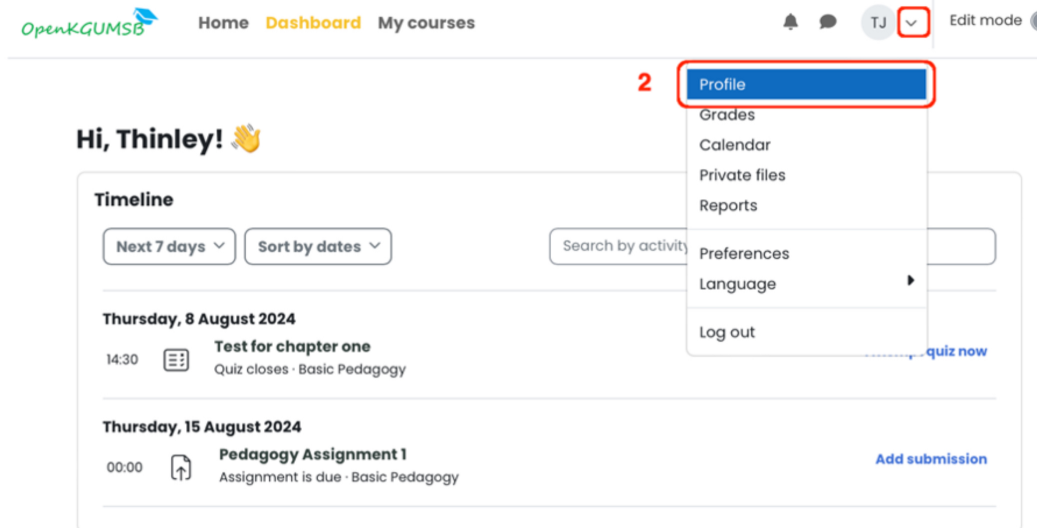 OpenKGUMSB
Home Dashboard My courses
TJ
Edit mode
2
Profile
Grades
Calendar
Private files
Reports
Preferences
Language
Log out
Hi, Thinley! 👋
Timeline
Next 7 days
Sort by dates
Search by activity
Thursday, 8 August 2024
14:30
Test for chapter one
Quiz closes · Basic Pedagogy
quiz now
Thursday, 15 August 2024
00:00
Pedagogy Assignment 1
Assignment is due · Basic Pedagogy
Add submission